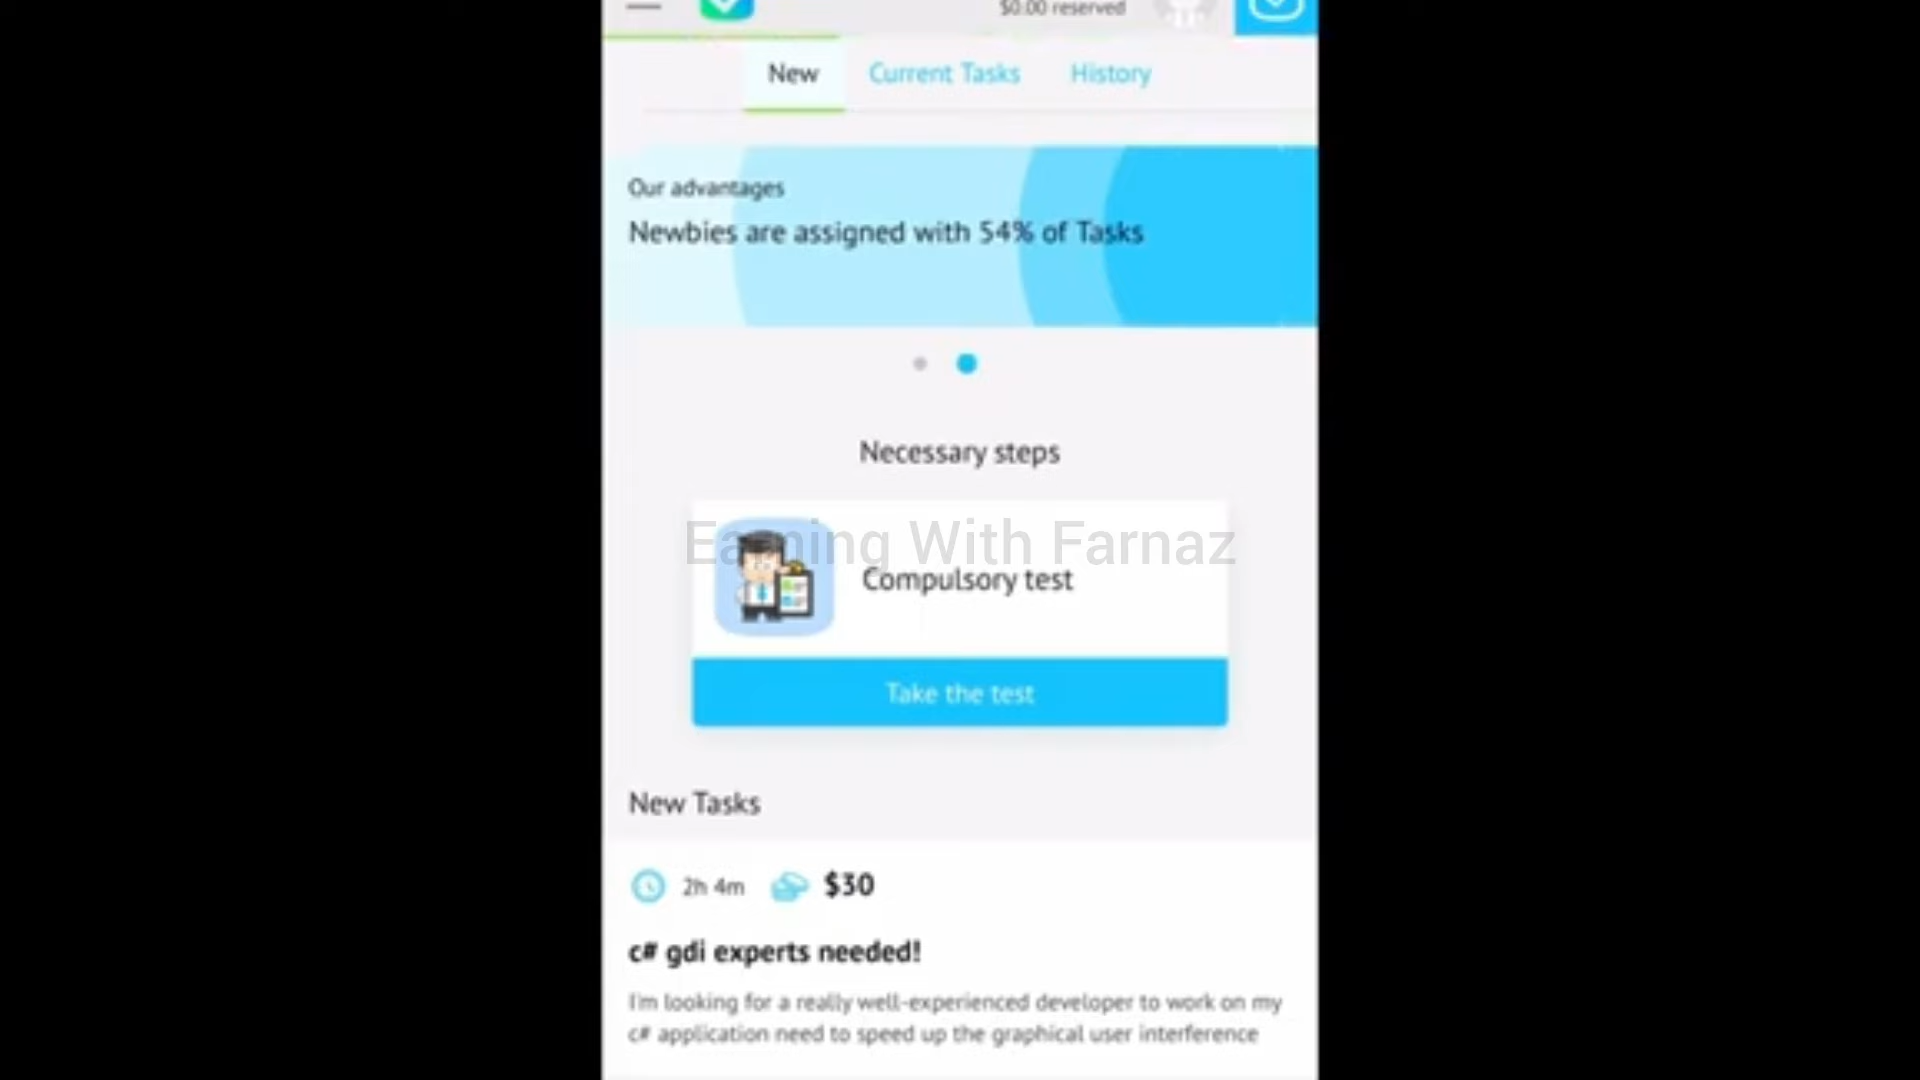 $0.00 reserved
New Current Tasks History
Our advantages
Newbies are assigned with 54% of Tasks
Necessary steps
Earning With Farnaz
Compulsory test
Take the test
New Tasks
2h 4m $30
c# gdi experts needed!
I'm looking for a really well-experienced developer to work on my
c# application need to speed up the graphical user interference